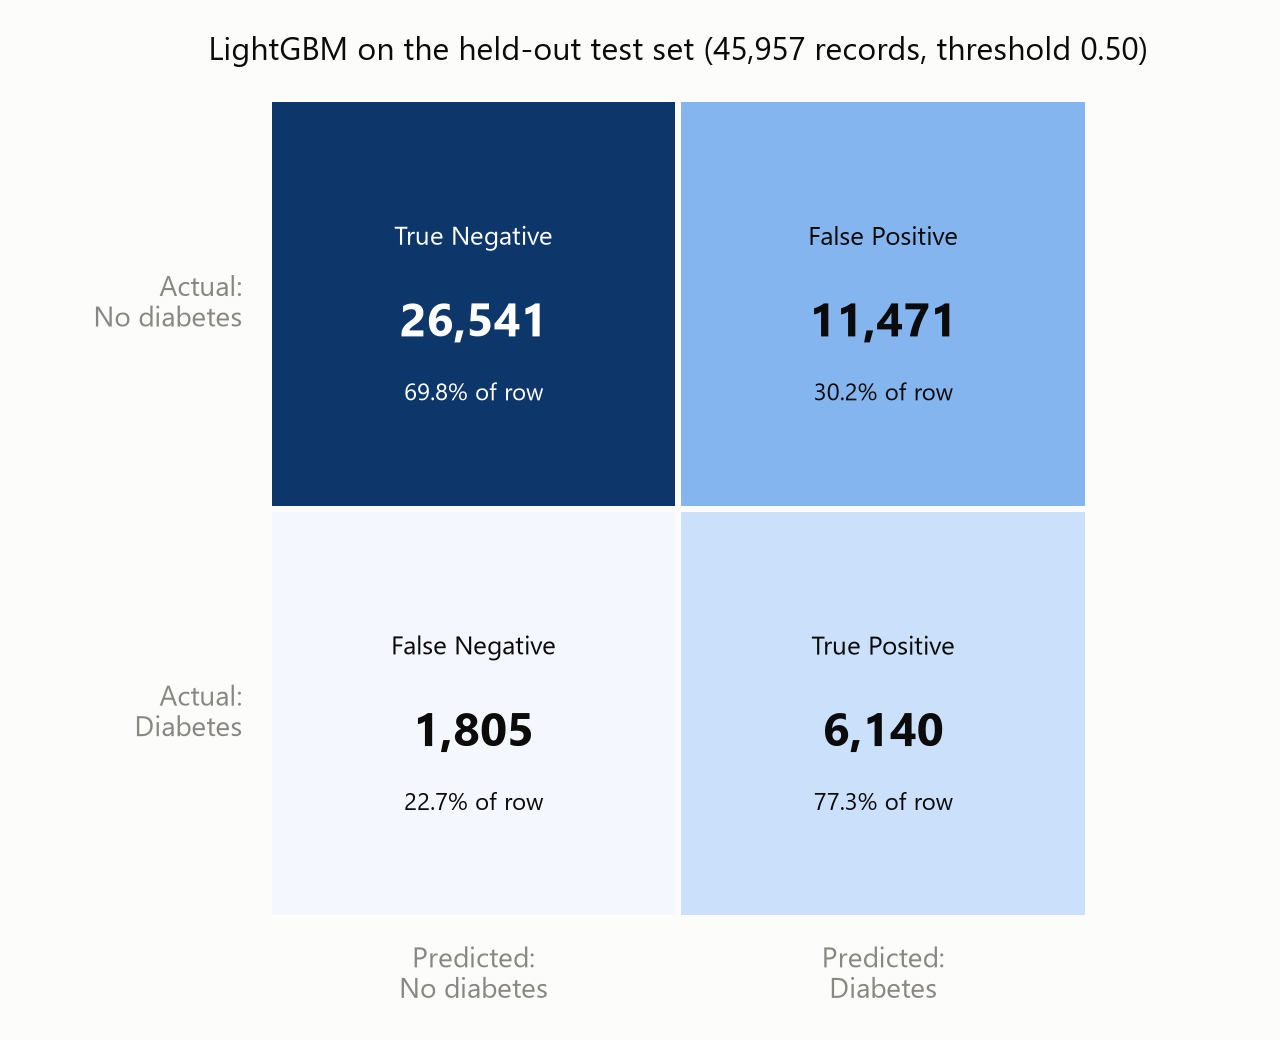 LightGBM on the held-out test set (45,957 records, threshold 0.50)
Actual:
No diabetes
True Negative
26,541
69.8% of row
False Positive
11,471
30.2% of row
Actual:
Diabetes
False Negative
1,805
22.7% of row
True Positive
6,140
77.3% of row
Predicted:
No diabetes
Predicted:
Diabetes